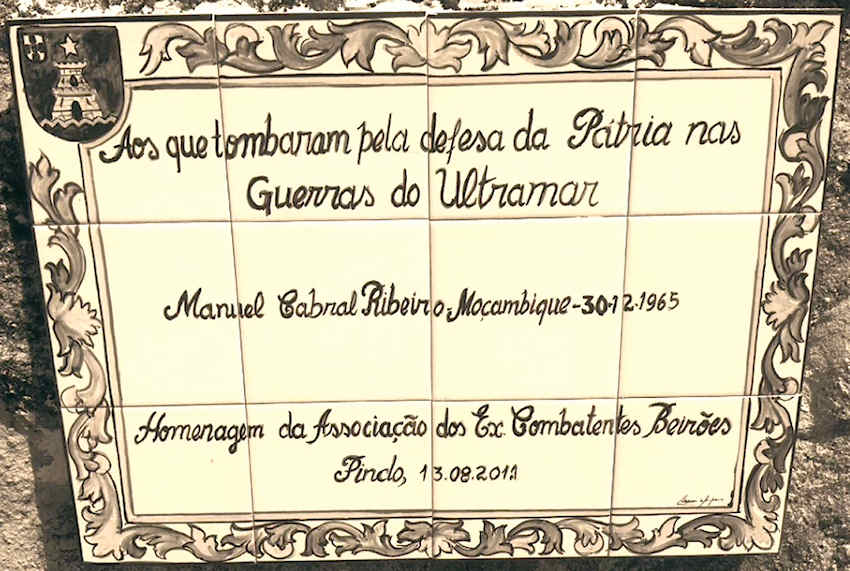 Aos que tombaram pela defesa da Pátria nas
Guerras do Ultramar
Manuel Cabral Ribeiro-Moçambique-30.12.1965
Homenagem da Associação dos Ex. Combatentes Beirões
Pindo, 13.08.2011